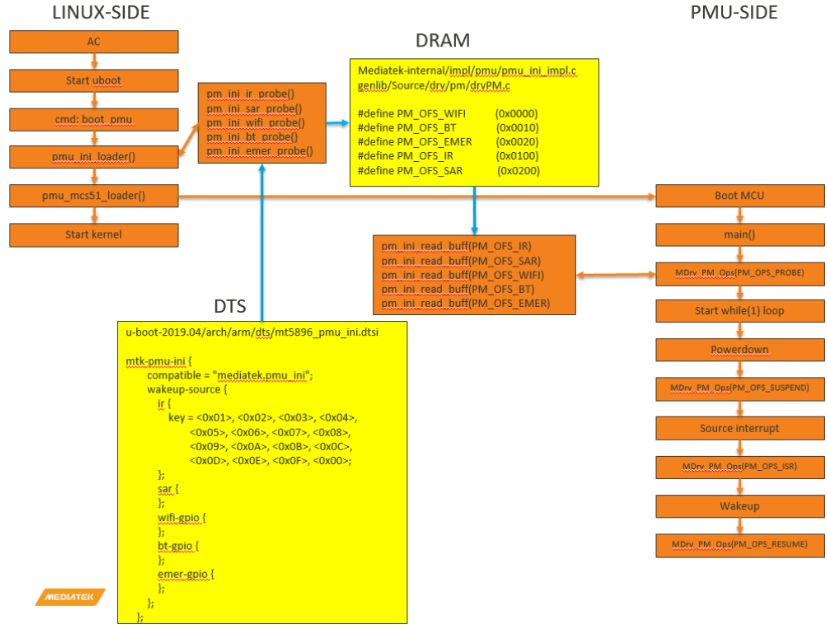 LINUX-SIDE
AC
Start uboot
cmd: boot_pmu
pmu_ini_loader()
pmu_mcs51_loader()
Start kernel
pm_ini_ir_probe()
pm_ini_sar_probe()
pm_ini_wifi_probe()
pm_ini_bt_probe()
pm_ini_emer_probe()
DRAM
Mediatek-internal/impl/pmu/pmu_ini_impl.c
genlib/Source/drv/pm/drvPM.c
#define PM_OFS_WIFI (0x0000)
#define PM_OFS_BT (0x0010)
#define PM_OFS_EMER (0x0020)
#define PM_OFS_IR (0x0100)
#define PM_OFS_SAR (0x0200)
pm_ini_read_buff(PM_OFS_IR)
pm_ini_read_buff(PM_OFS_SAR)
pm_ini_read_buff(PM_OFS_WIFI)
pm_ini_read_buff(PM_OFS_BT)
pm_ini_read_buff(PM_OFS_EMER)
DTS
u-boot-2019.04/arch/arm/dts/mt5896_pmu_ini.dtsi
mtk-pmu-ini {
compatible = "mediatek,pmu_ini";
wakeup-source {
ir {
key = <0x01>, <0x02>, <0x03>, <0x04>,
<0x05>, <0x06>, <0x07>, <0x08>,
<0x09>, <0x0A>, <0x0B>, <0x0C>,
<0x0D>, <0x0E>, <0x0F>, <0x00>;
};
sar {
};
wifi-gpio {
};
bt-gpio {
};
emer-gpio {
};
};
};
PMU-SIDE
Boot MCU
main()
MDrv_PM_Ops(PM_OPS_PROBE)
Start while(1) loop
Powerdown
MDrv_PM_Ops(PM_OPS_SUSPEND)
Source interrupt
MDrv_PM_Ops(PM_OPS_ISR)
Wakeup
MDrv_PM_Ops(PM_OPS_RESUME)
MEDIATEK